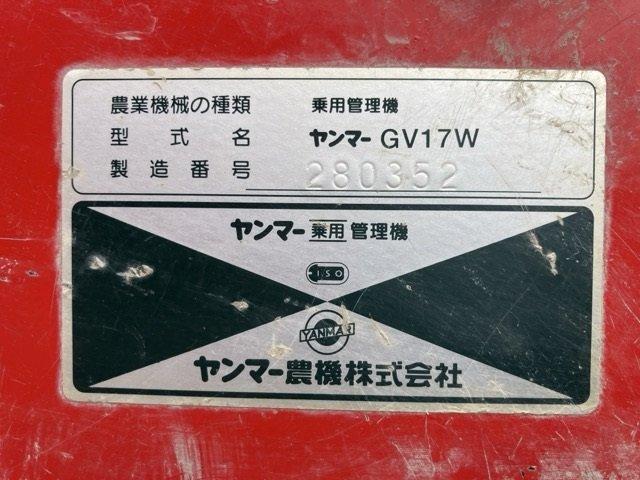 農業機械の種類 乗用管理機
型式名 ヤンマー GV17W
製造番号 280352
ヤンマー乗用管理機
ISO
YANMAR
ヤンマー農機株式会社